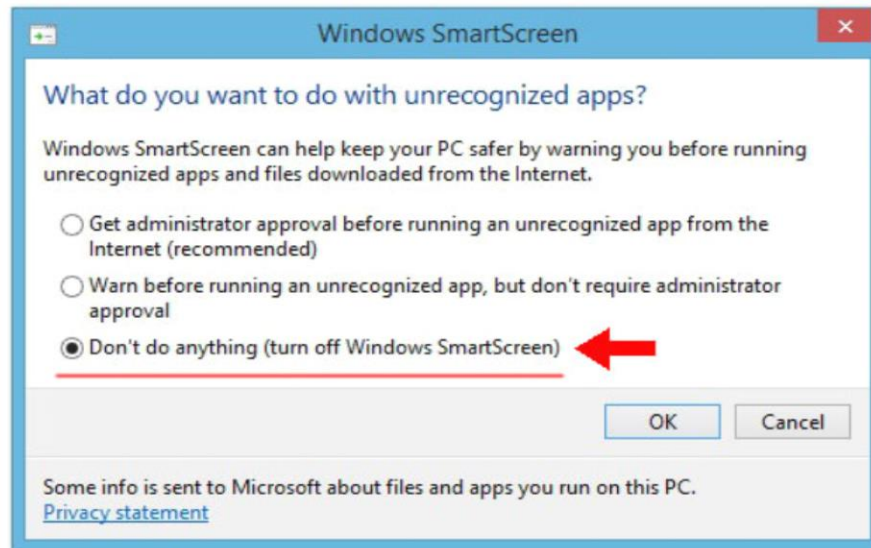 Windows SmartScreen
What do you want to do with unrecognized apps?
Windows SmartScreen can help keep your PC safer by warning you before running
unrecognized apps and files downloaded from the Internet.
Get administrator approval before running an unrecognized app from the
Internet (recommended)
Warn before running an unrecognized app, but don't require administrator
approval
Don't do anything (turn off Windows SmartScreen)
OK
Cancel
Some info is sent to Microsoft about files and apps you run on this PC.
Privacy statement